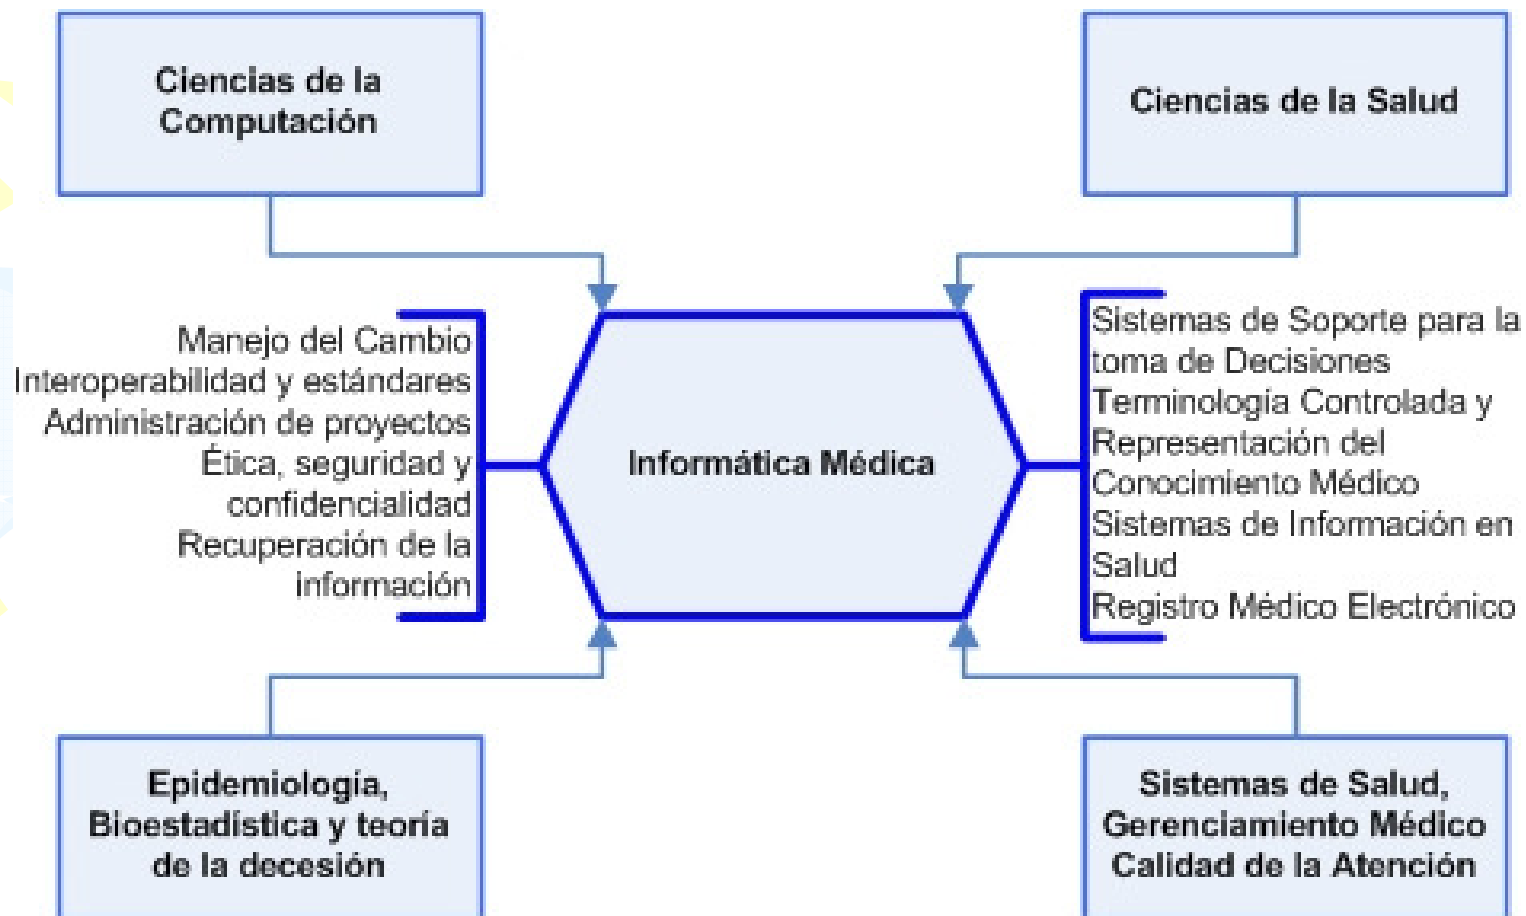 Ciencias de la
Computación
Ciencias de la Salud
Manejo del Cambio
Interoperabilidad y estándares
Administración de proyectos
Ética, seguridad y
confidencialidad
Recuperación de la
información
Informática Médica
Sistemas de Soporte para la
toma de Decisiones
Terminología Controlada y
Representación del
Conocimiento Médico
Sistemas de Información en
Salud
Registro Médico Electrónico
Epidemiología,
Bioestadística y teoría
de la decesión
Sistemas de Salud,
Gerenciamiento Médico
Calidad de la Atención